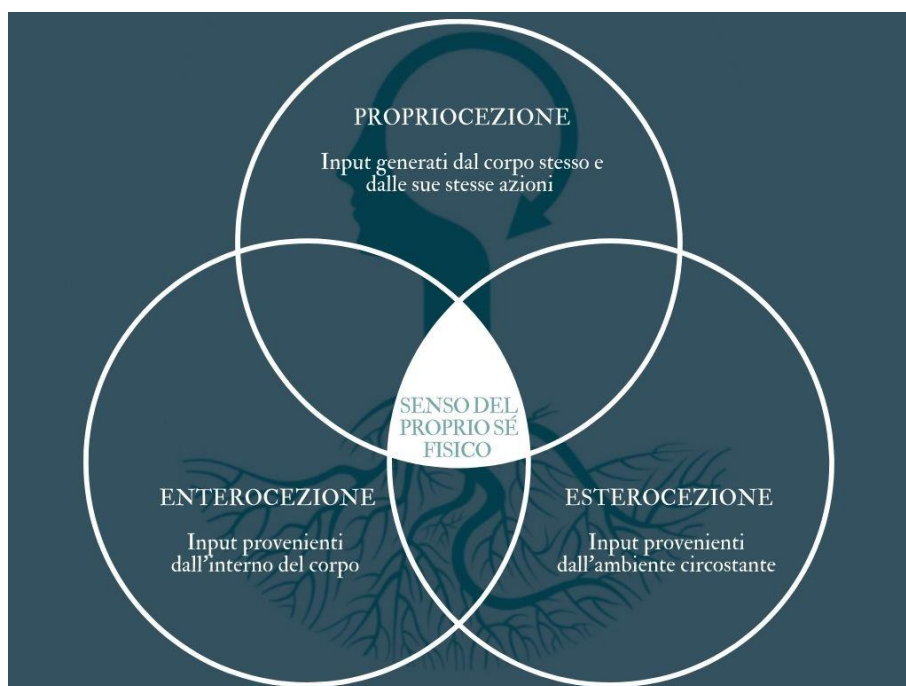 PROPRIOCEZIONE
Input generati dal corpo stesso e
dalle sue stesse azioni
SENSO DEL
PROPRIO SÉ
FISICO
ENTEROCEZIONE
Input provenienti
dall'interno del corpo
ESTEROCEZIONE
Input provenienti
dall'ambiente circostante